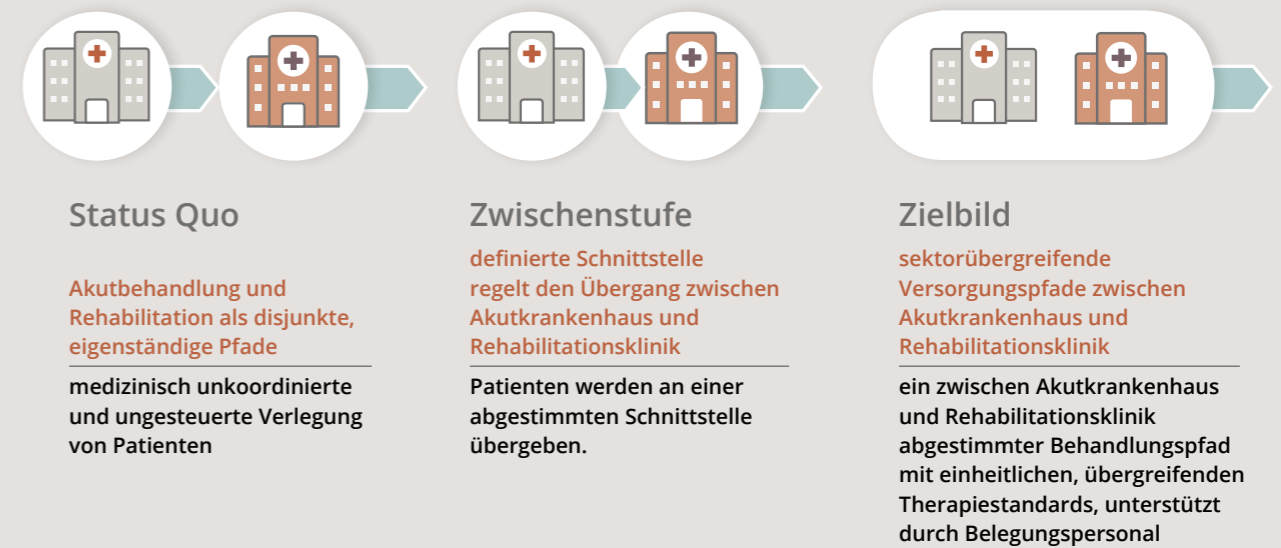 Status Quo
Akutbehandlung und
Rehabilitation als disjunkte,
eigenständige Pfade
medizinisch unkoordinierte
und ungesteuerte Verlegung
von Patienten
Zwischenstufe
definierte Schnittstelle
regelt den Übergang zwischen
Akutkrankenhaus und
Rehabilitationsklinik
Patienten werden an einer
abgestimmten Schnittstelle
übergeben.
Zielbild
sektorübergreifende
Versorgungspfade zwischen
Akutkrankenhaus und
Rehabilitationsklinik
ein zwischen Akutkrankenhaus
und Rehabilitationsklinik
abgestimmter Behandlungspfad
mit einheitlichen, übergreifenden
Therapiestandards, unterstützt
durch Belegungspersonal